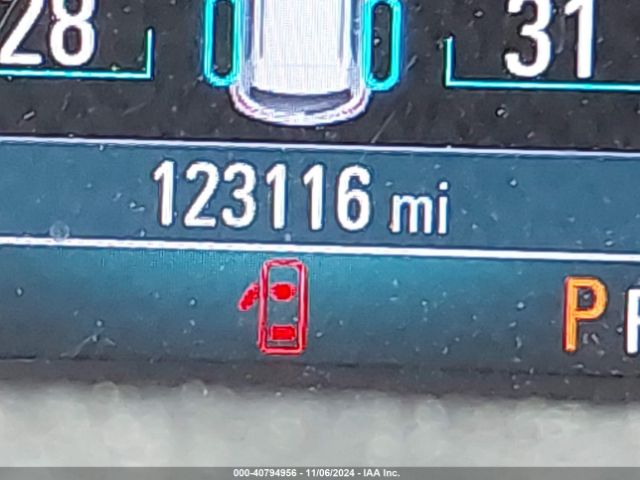 28 31
123116 mi
P
000-40794956 - 11/06/2024 - IAA Inc.